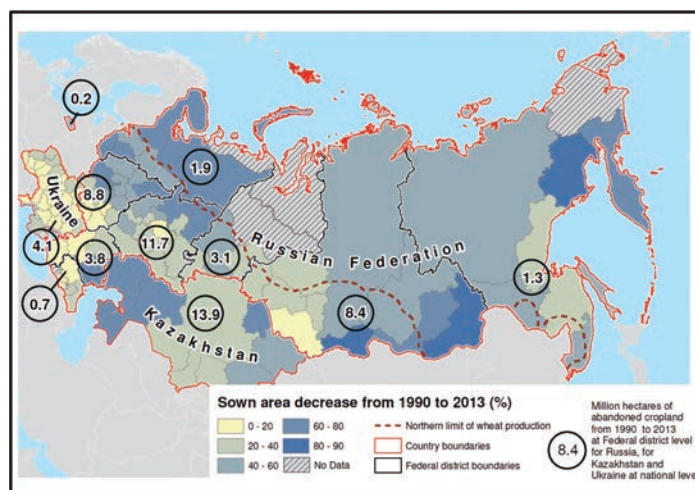 0.2
1.9
8.8
Ukraine
4.1
3.8
11.7
3.1
Russian Federation
1.3
0.7
13.9
8.4
Kazakhstan
Sown area decrease from 1990 to 2013 (%)
0 - 20
20 - 40
40 - 60
60 - 80
80 - 90
No Data
Northern limit of wheat production
Country boundaries
Federal district boundaries
8.4
Million hectares of
abandoned cropland
from 1990 to 2013
at Federal district level
for Russia, for
Kazakhstan and
Ukraine at national level